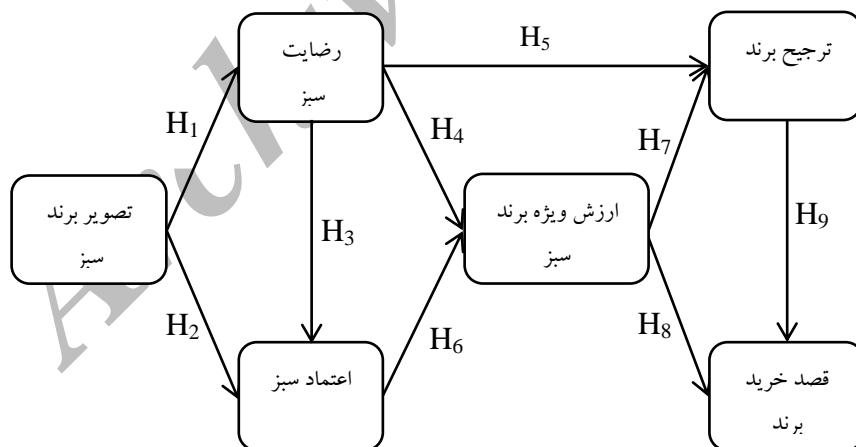 رضایت
سبز
H5
ترجیح برند
H1
H4
H7
تصویر برند
سبز
H3
ارزش ویژه برند
سبز
H9
H2
H6
H8
اعتماد سبز
قصد خرید
برند